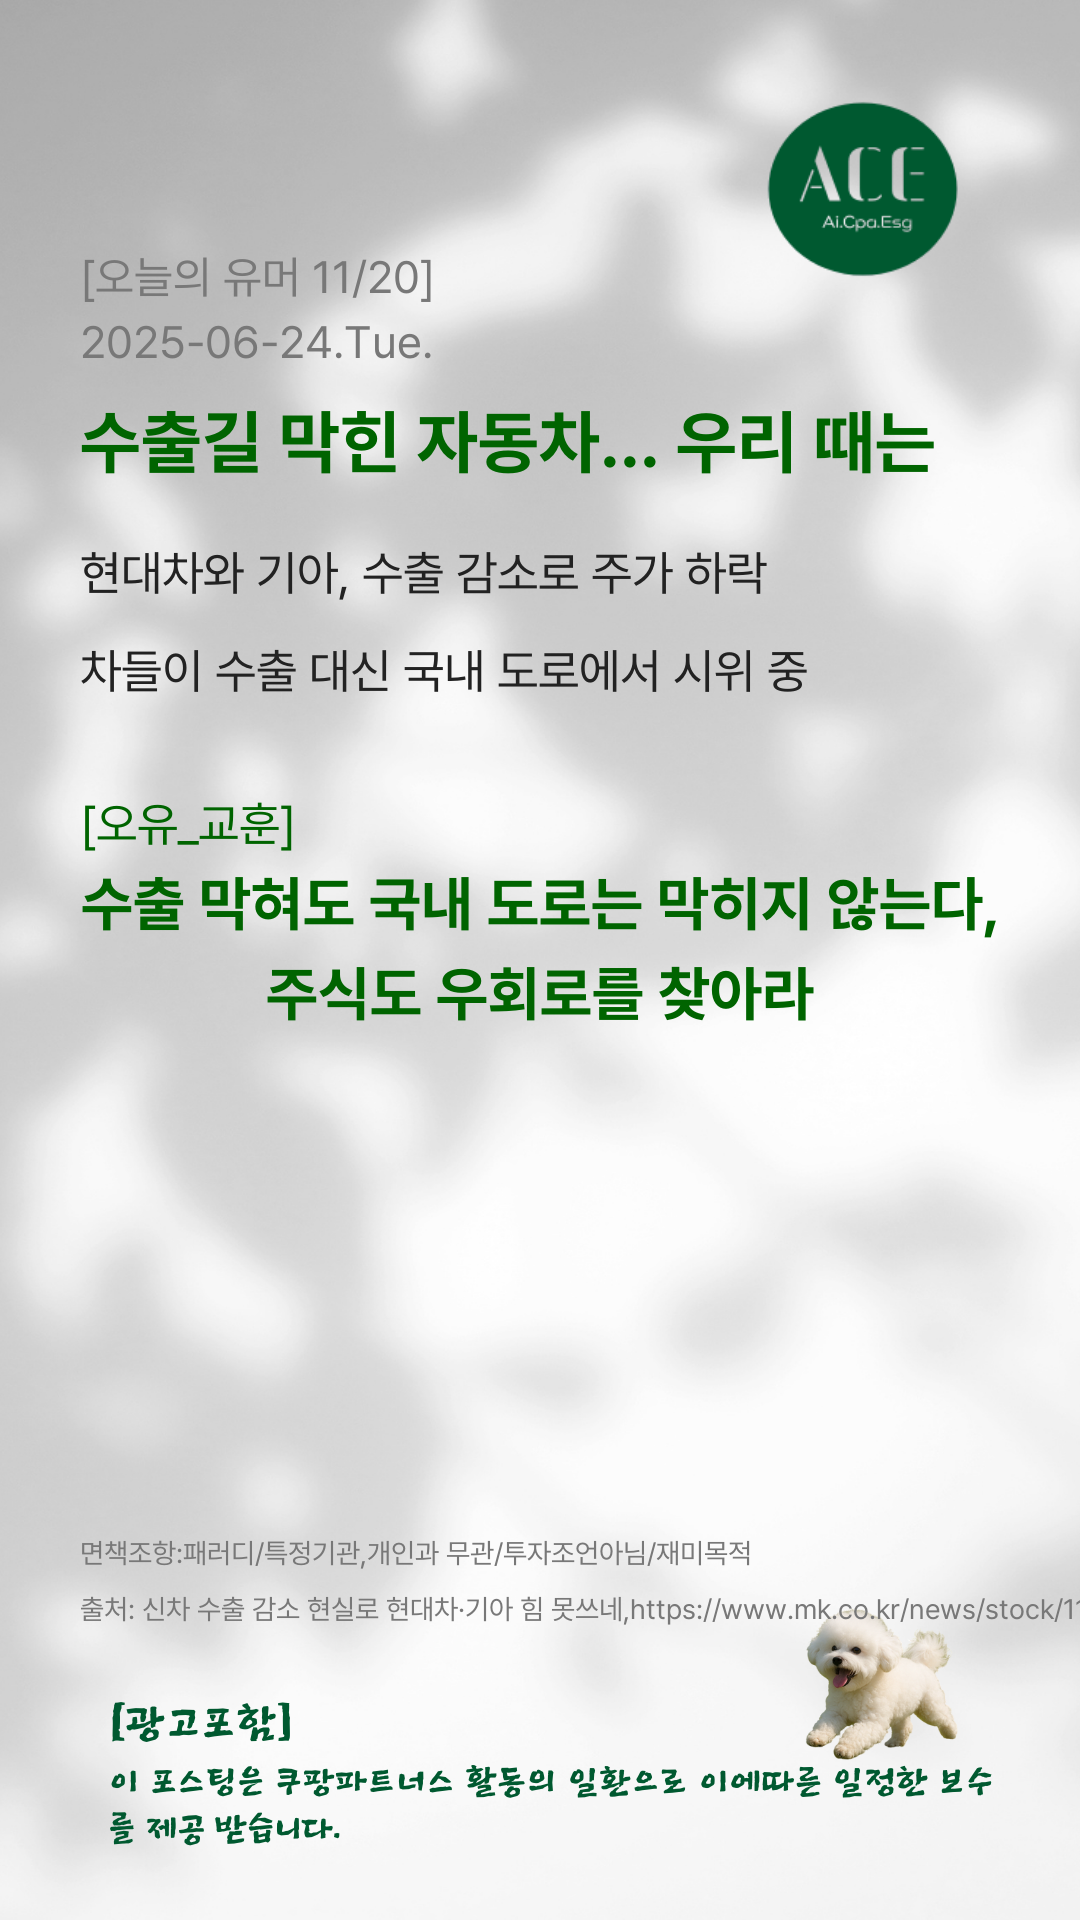 ACE
Ai.Cpa.Esg
[오늘의 유머 11/20]
2025-06-24.Tue.
수출길 막힌 자동차... 우리 때는
현대차와 기아, 수출 감소로 주가 하락
차들이 수출 대신 국내 도로에서 시위 중
[오유_교훈]
수출 막혀도 국내 도로는 막히지 않는다,
주식도 우회로를 찾아라
면책조항:패러디/특정기관,개인과 무관/투자조언아님/재미목적
출처: 신차 수출 감소 현실로 현대차·기아 힘 못쓰네,https://www.mk.co.kr/news/stock/11
[광고포함]
이 포스팅은 쿠팡파트너스 활동의 일환으로 이에따른 일정한 보수
를 제공 받습니다.